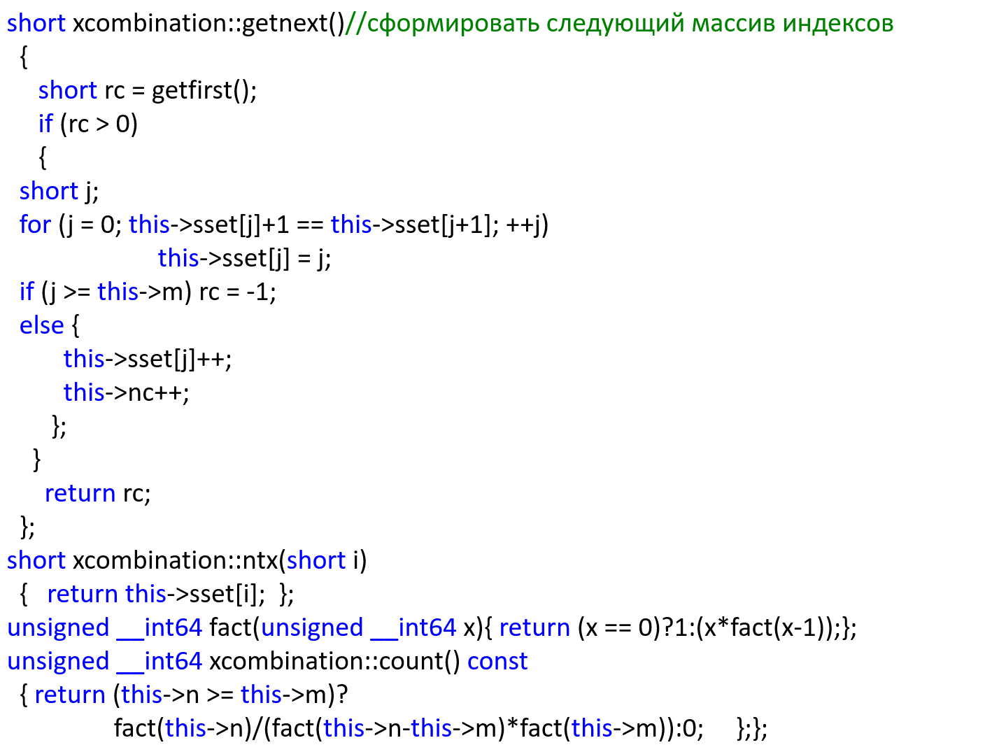 short xcombination::getnext()//сформировать следующий массив индексов
{
short rc = getfirst();
if (rc > 0)
{
short j;
for (j = 0; this->sset[j]+1 == this->sset[j+1]; ++j)
this->sset[j] = j;
if (j >= this->m) rc = -1;
else {
this->sset[j]++;
this->nc++;
};
}
return rc;
};
short xcombination::ntx(short i)
{ return this->sset[i]; };
unsigned __int64 fact(unsigned __int64 x){ return (x == 0)?1:(x*fact(x-1));};
unsigned __int64 xcombination::count() const
{ return (this->n >= this->m)?
fact(this->n)/(fact(this->n-this->m)*fact(this->m)):0; };};